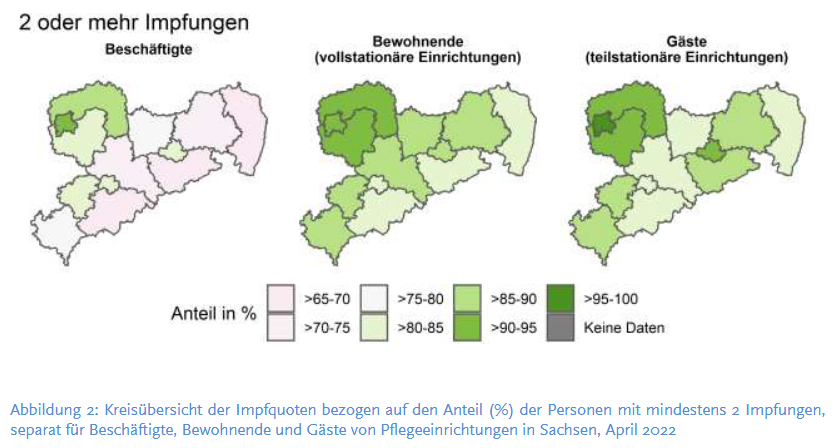 2 oder mehr Impfungen
Beschäftigte
Bewohnende
(vollstationäre Einrichtungen)
Gäste
(teilstationäre Einrichtungen)
Anteil in %
>65-70
>70-75
>75-80
>80-85
>85-90
>90-95
>95-100
Keine Daten
Abbildung 2: Kreisübersicht der Impfquoten bezogen auf den Anteil (%) der Personen mit mindestens 2 Impfungen,
separat für Beschäftigte, Bewohnende und Gäste von Pflegeeinrichtungen in Sachsen, April 2022